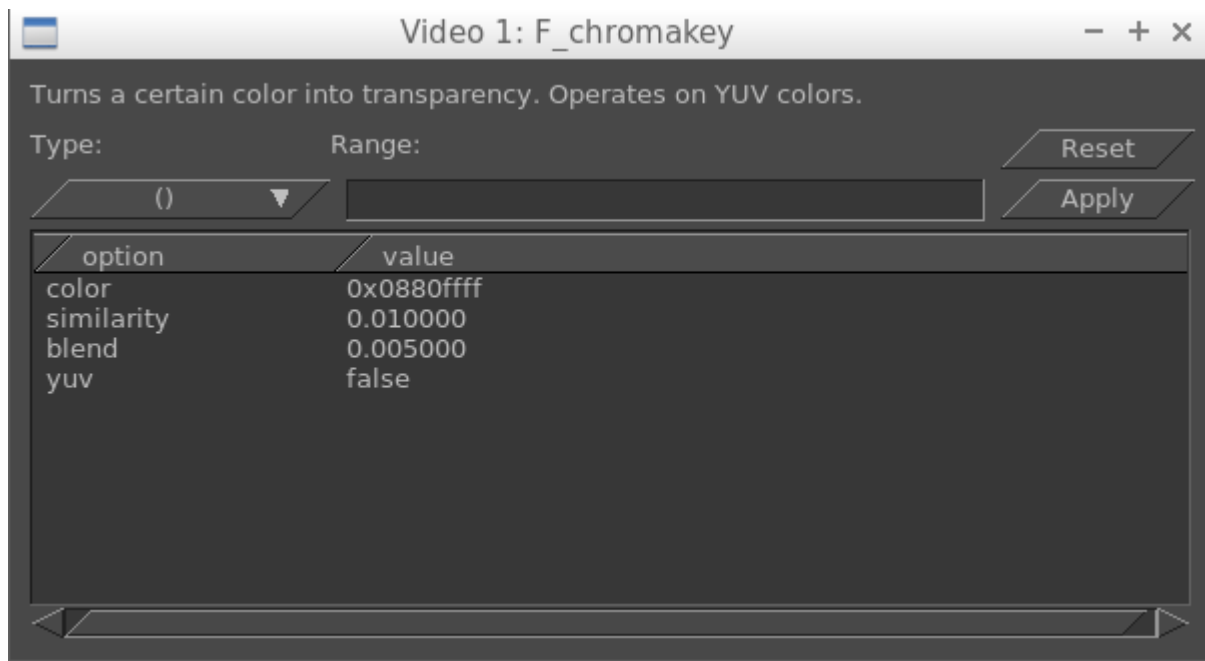 Video 1: F_chromakey
Turns a certain color into transparency. Operates on YUV colors.
Type: Range: Reset
() Apply
option value
color 0x0880ffff
similarity 0.010000
blend 0.005000
yuv false